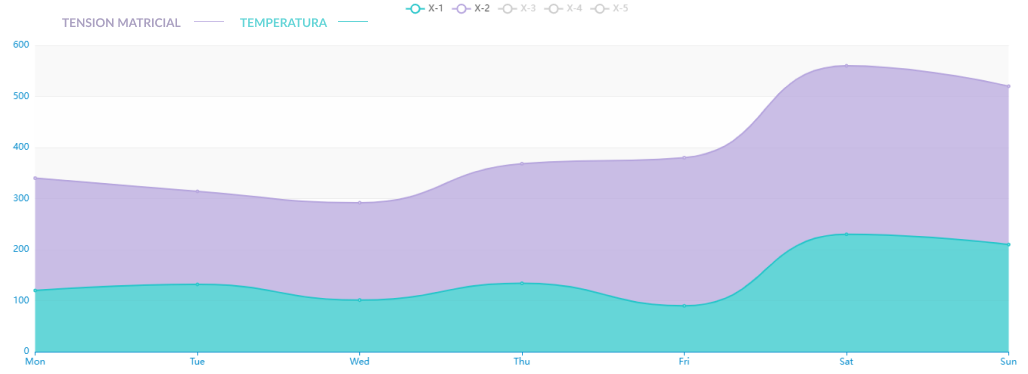 X-1 X-2 X-3 X-4 X-5
TENSION MATRICIAL TEMPERATURA
600
500
400
300
200
100
0
Mon Tue Wed Thu Fri Sat Sun